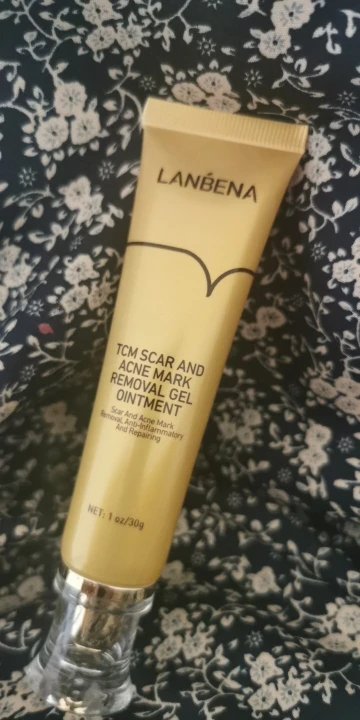 LANBENA
TCM SCAR AND
ACNE MARK
REMOVAL GEL
OINTMENT
Scar And Acne Mark
Removal, Anti-inflammatory
And Repairing
NET: 1 oz/30g